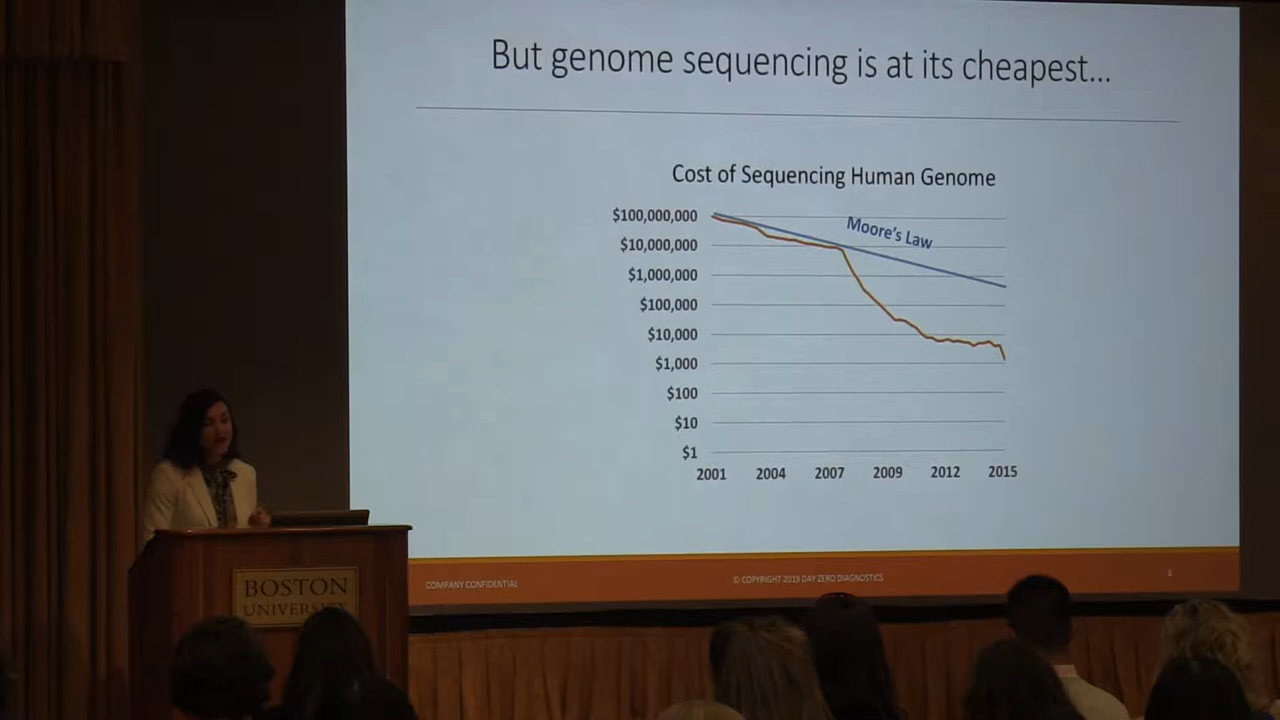 But genome sequencing is at its cheapest...
Cost of Sequencing Human Genome
$100,000,000
$10,000,000
$1,000,000
$100,000
$10,000
$1,000
$100
$10
$1
Moore's Law
2001 2004 2007 2009 2012 2015
COMPANY CONFIDENTIAL
© COPYRIGHT 2019 DAY ZERO DIAGNOSTICS
BOSTON
UNIVERSITY